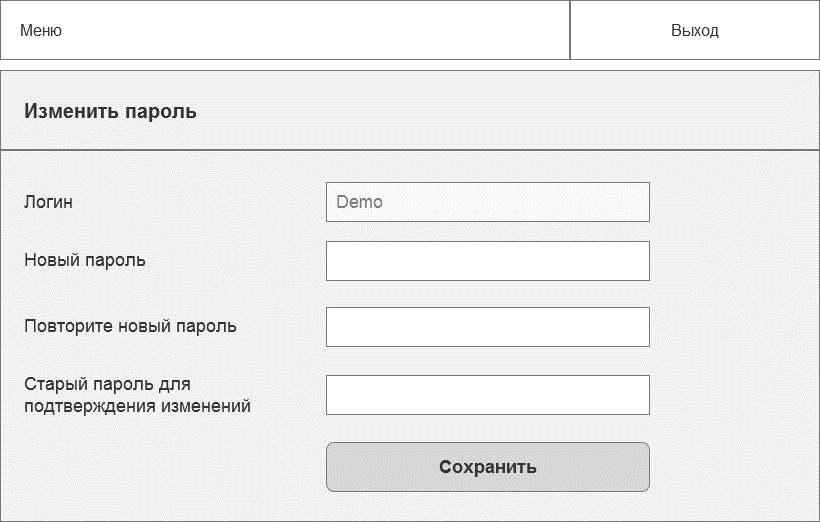 Меню
Выход
Изменить пароль
Логин
Demo
Новый пароль
Повторите новый пароль
Старый пароль для
подтверждения изменений
Сохранить